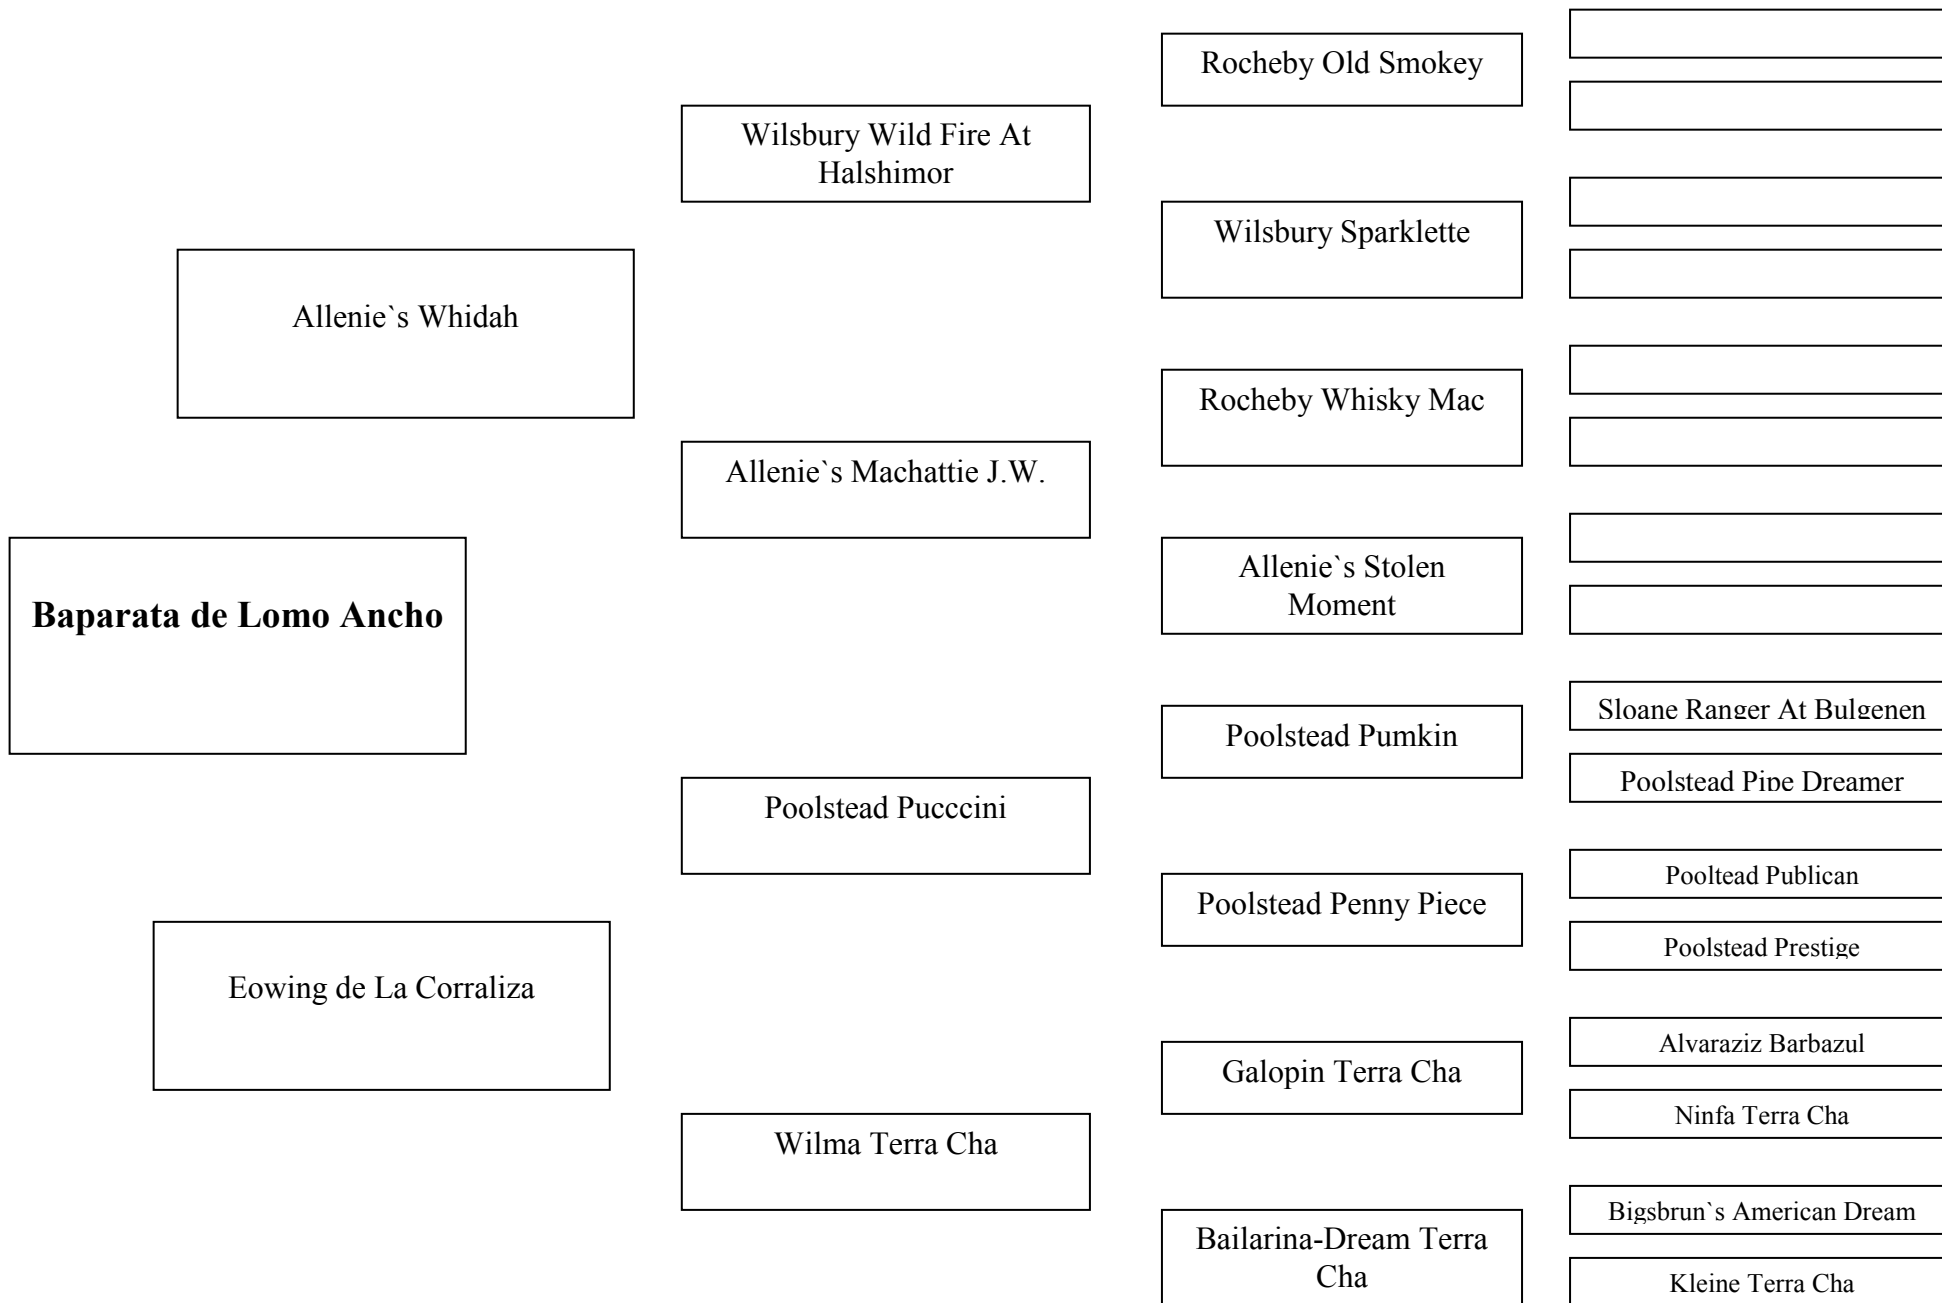 Rocheby Old Smokey
Wilsbury Wild Fire At
Halshimor
Wilsbury Sparklette
Allenie`s Whidah
Rocheby Whisky Mac
Allenie`s Machattie J.W.
Allenie`s Stolen
Moment
Baparata de Lomo Ancho
Sloane Ranger At Bulgenen
Poolstead Pumkin
Poolstead Pipe Dreamer
Poolstead Pucccini
Pooltead Publican
Poolstead Penny Piece
Poolstead Prestige
Eowing de La Corraliza
Alvaraziz Barbazul
Galopin Terra Cha
Ninfa Terra Cha
Wilma Terra Cha
Bigsbrun`s American Dream
Bailarina-Dream Terra
Cha
Kleine Terra Cha